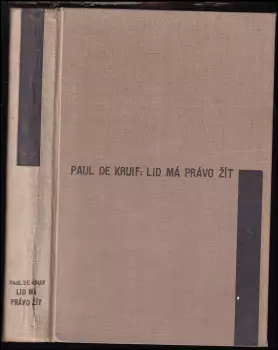 PAUL DE KRUIF: LID MÁ PRÁVO ŽÍT
PAUL DE KRUIF
LID MÁ
PRÁVO ŽÍT